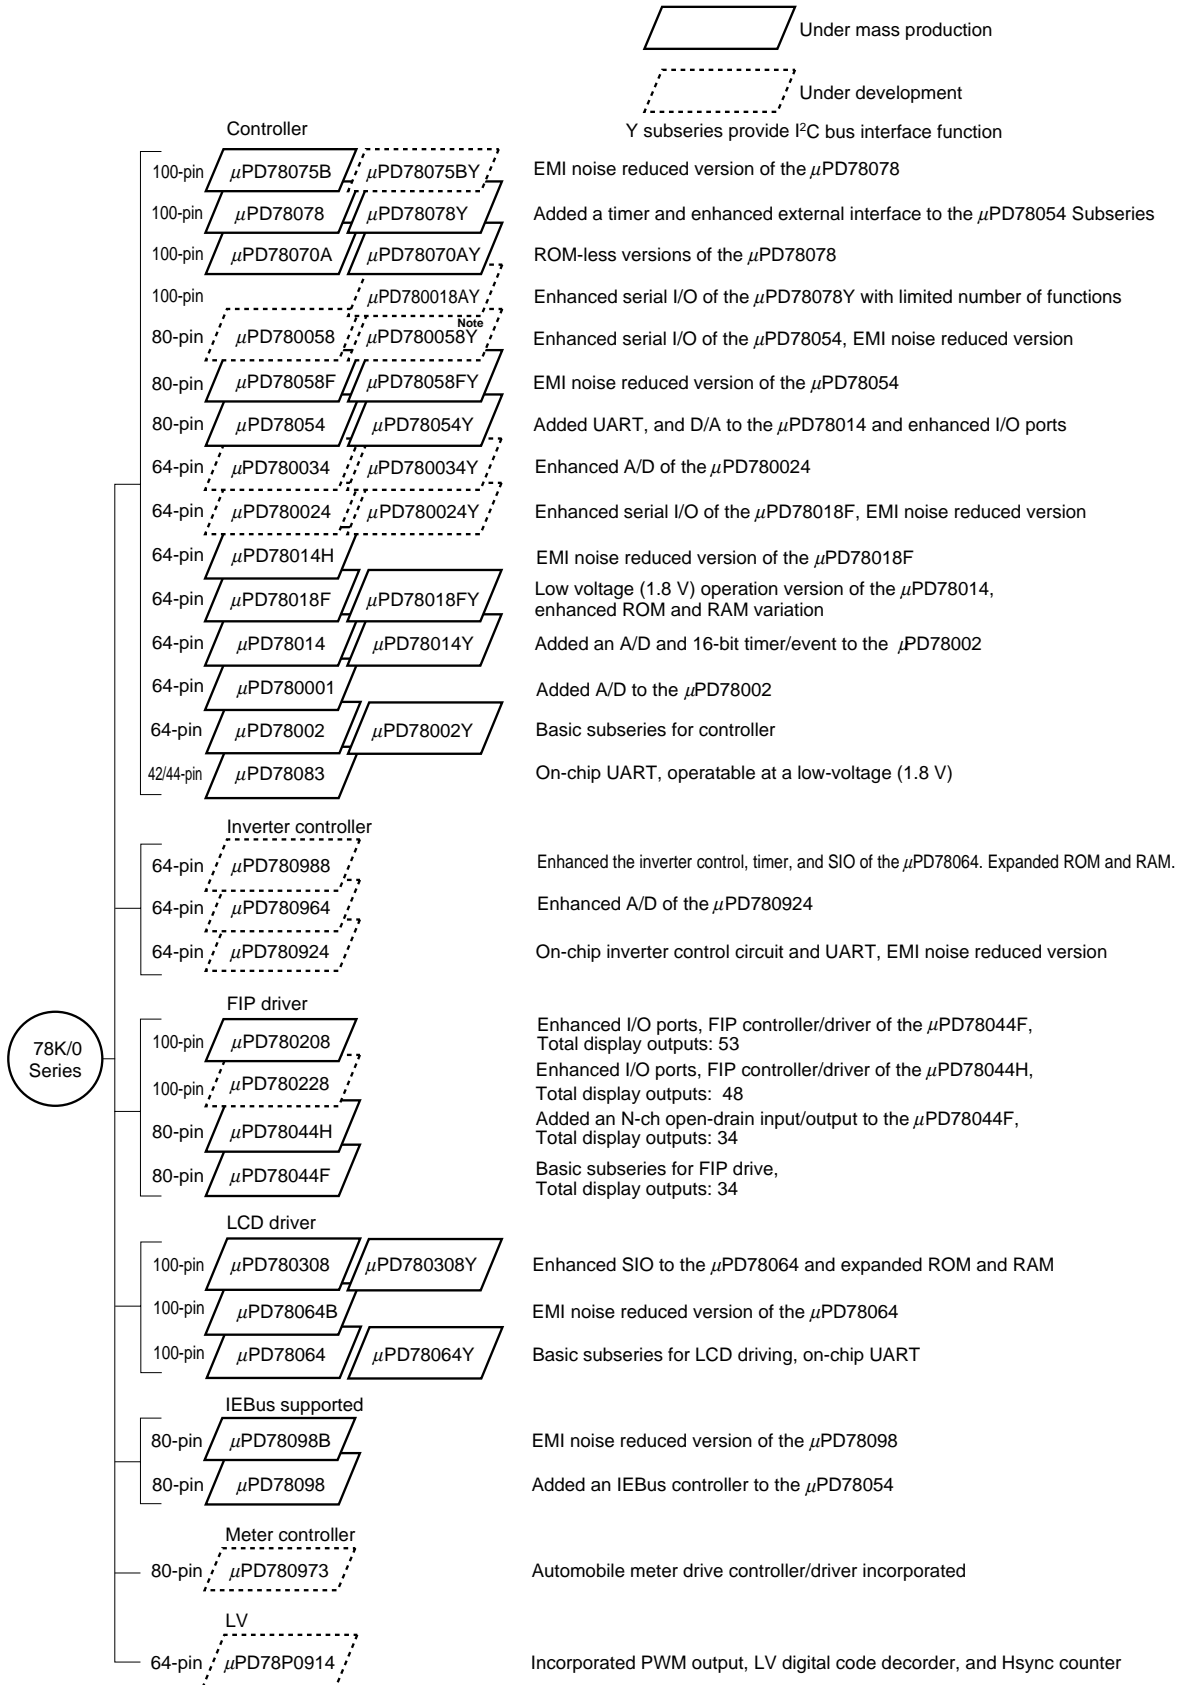 Under mass production
Under development
Y subseries provide I²C bus interface function
Controller
100-pin µPD78075B µPD78075BY EMI noise reduced version of the µPD78078
100-pin µPD78078 µPD78078Y Added a timer and enhanced external interface to the µPD78054 Subseries
100-pin µPD78070A µPD78070AY ROM-less versions of the µPD78078
100-pin µPD780018AY Enhanced serial I/O of the µPD78078Y with limited number of functions
80-pin µPD780058 µPD780058Y Note Enhanced serial I/O of the µPD78054, EMI noise reduced version
80-pin µPD78058F µPD78058FY EMI noise reduced version of the µPD78054
80-pin µPD78054 µPD78054Y Added UART, and D/A to the µPD78014 and enhanced I/O ports
64-pin µPD780034 µPD780034Y Enhanced A/D of the µPD780024
64-pin µPD780024 µPD780024Y Enhanced serial I/O of the µPD78018F, EMI noise reduced version
64-pin µPD78014H EMI noise reduced version of the µPD78018F
64-pin µPD78018F µPD78018FY Low voltage (1.8 V) operation version of the µPD78014,
enhanced ROM and RAM variation
64-pin µPD78014 µPD78014Y Added an A/D and 16-bit timer/event to the µPD78002
64-pin µPD780001 Added A/D to the µPD78002
64-pin µPD78002 µPD78002Y Basic subseries for controller
42/44-pin µPD78083 On-chip UART, operatable at a low-voltage (1.8 V)
Inverter controller
64-pin µPD780988 Enhanced the inverter control, timer, and SIO of the µPD78064. Expanded ROM and RAM.
64-pin µPD780964 Enhanced A/D of the µPD780924
64-pin µPD780924 On-chip inverter control circuit and UART, EMI noise reduced version
78K/0
Series
FIP driver
100-pin µPD780208 Enhanced I/O ports, FIP controller/driver of the µPD78044F,
Total display outputs: 53
100-pin µPD780228 Enhanced I/O ports, FIP controller/driver of the µPD78044H,
Total display outputs: 48
80-pin µPD78044H Added an N-ch open-drain input/output to the µPD78044F,
Total display outputs: 34
80-pin µPD78044F Basic subseries for FIP drive,
Total display outputs: 34
LCD driver
100-pin µPD780308 µPD780308Y Enhanced SIO to the µPD78064 and expanded ROM and RAM
100-pin µPD78064B EMI noise reduced version of the µPD78064
100-pin µPD78064 µPD78064Y Basic subseries for LCD driving, on-chip UART
IEBus supported
80-pin µPD78098B EMI noise reduced version of the µPD78098
80-pin µPD78098 Added an IEBus controller to the µPD78054
Meter controller
80-pin µPD780973 Automobile meter drive controller/driver incorporated
LV
64-pin µPD78P0914 Incorporated PWM output, LV digital code decorder, and Hsync counter